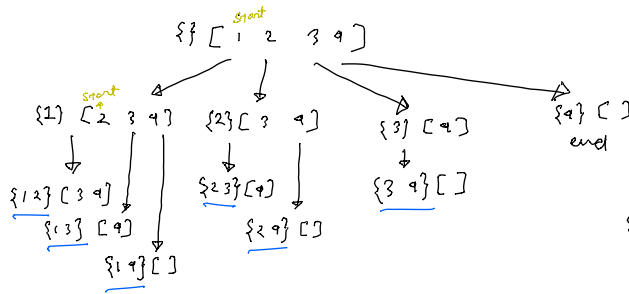 start
{} [ 1 2 3 4 ]
start
{1} [ 2 3 4 ] {2} [ 3 4 ] {3} [ 4 ] {4} [ ]
end
{1 2} [ 3 4 ] {2 3} [ 4 ] {3 4} [ ]
{1 3} [ 4 ] {2 4} [ ]
{1 4} [ ]